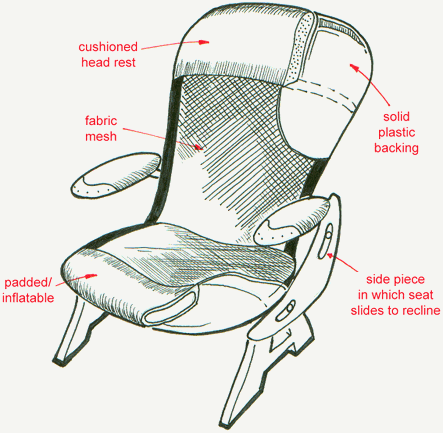 cushioned
head rest
fabric
mesh
solid
plastic
backing
padded/
inflatable
side piece
in which seat
slides to recline